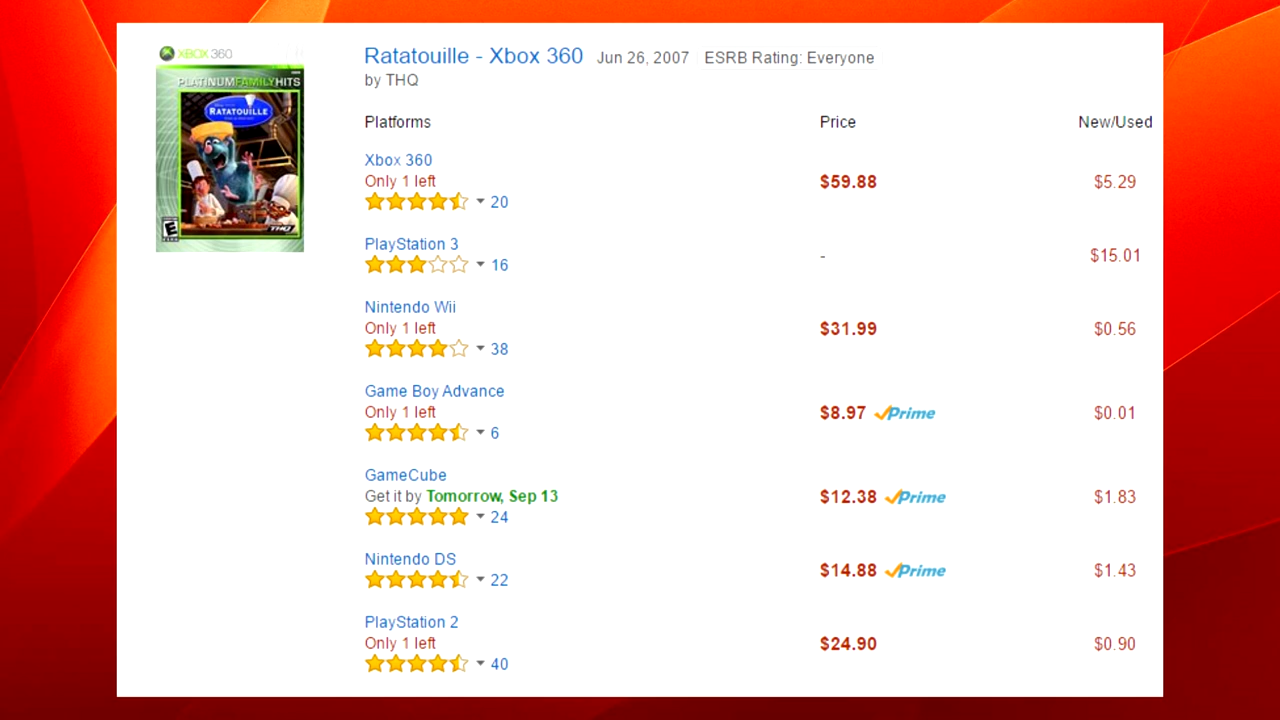 XBOX 360
PLATINUM FAMILY HITS
RATATOUILLE
E
THQ
Ratatouille - Xbox 360 Jun 26, 2007 ESRB Rating: Everyone
by THQ
Platforms Price New/Used
Xbox 360
Only 1 left
$59.88 $5.29
20
PlayStation 3
- $15.01
16
Nintendo Wii
Only 1 left
$31.99 $0.56
38
Game Boy Advance
Only 1 left
$8.97 Prime $0.01
6
GameCube
Get it by Tomorrow, Sep 13
$12.38 Prime $1.83
24
Nintendo DS
$14.88 Prime $1.43
22
PlayStation 2
Only 1 left
$24.90 $0.90
40